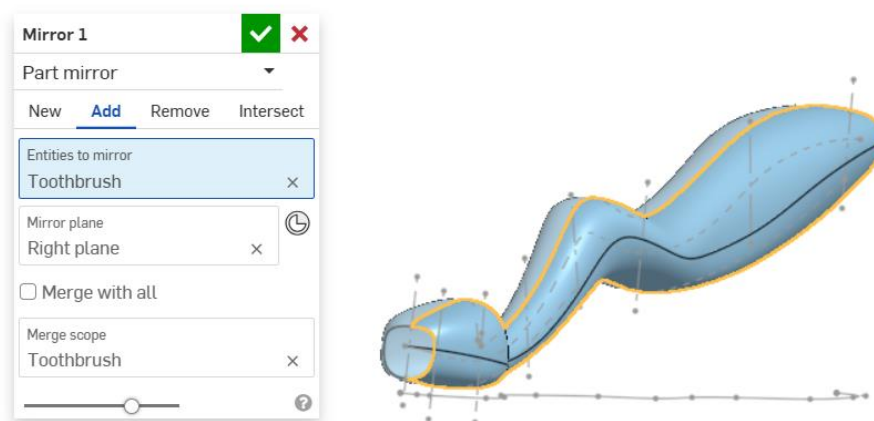 Mirror 1
Part mirror
New Add Remove Intersect
Entities to mirror
Toothbrush
Mirror plane
Right plane
Merge with all
Merge scope
Toothbrush